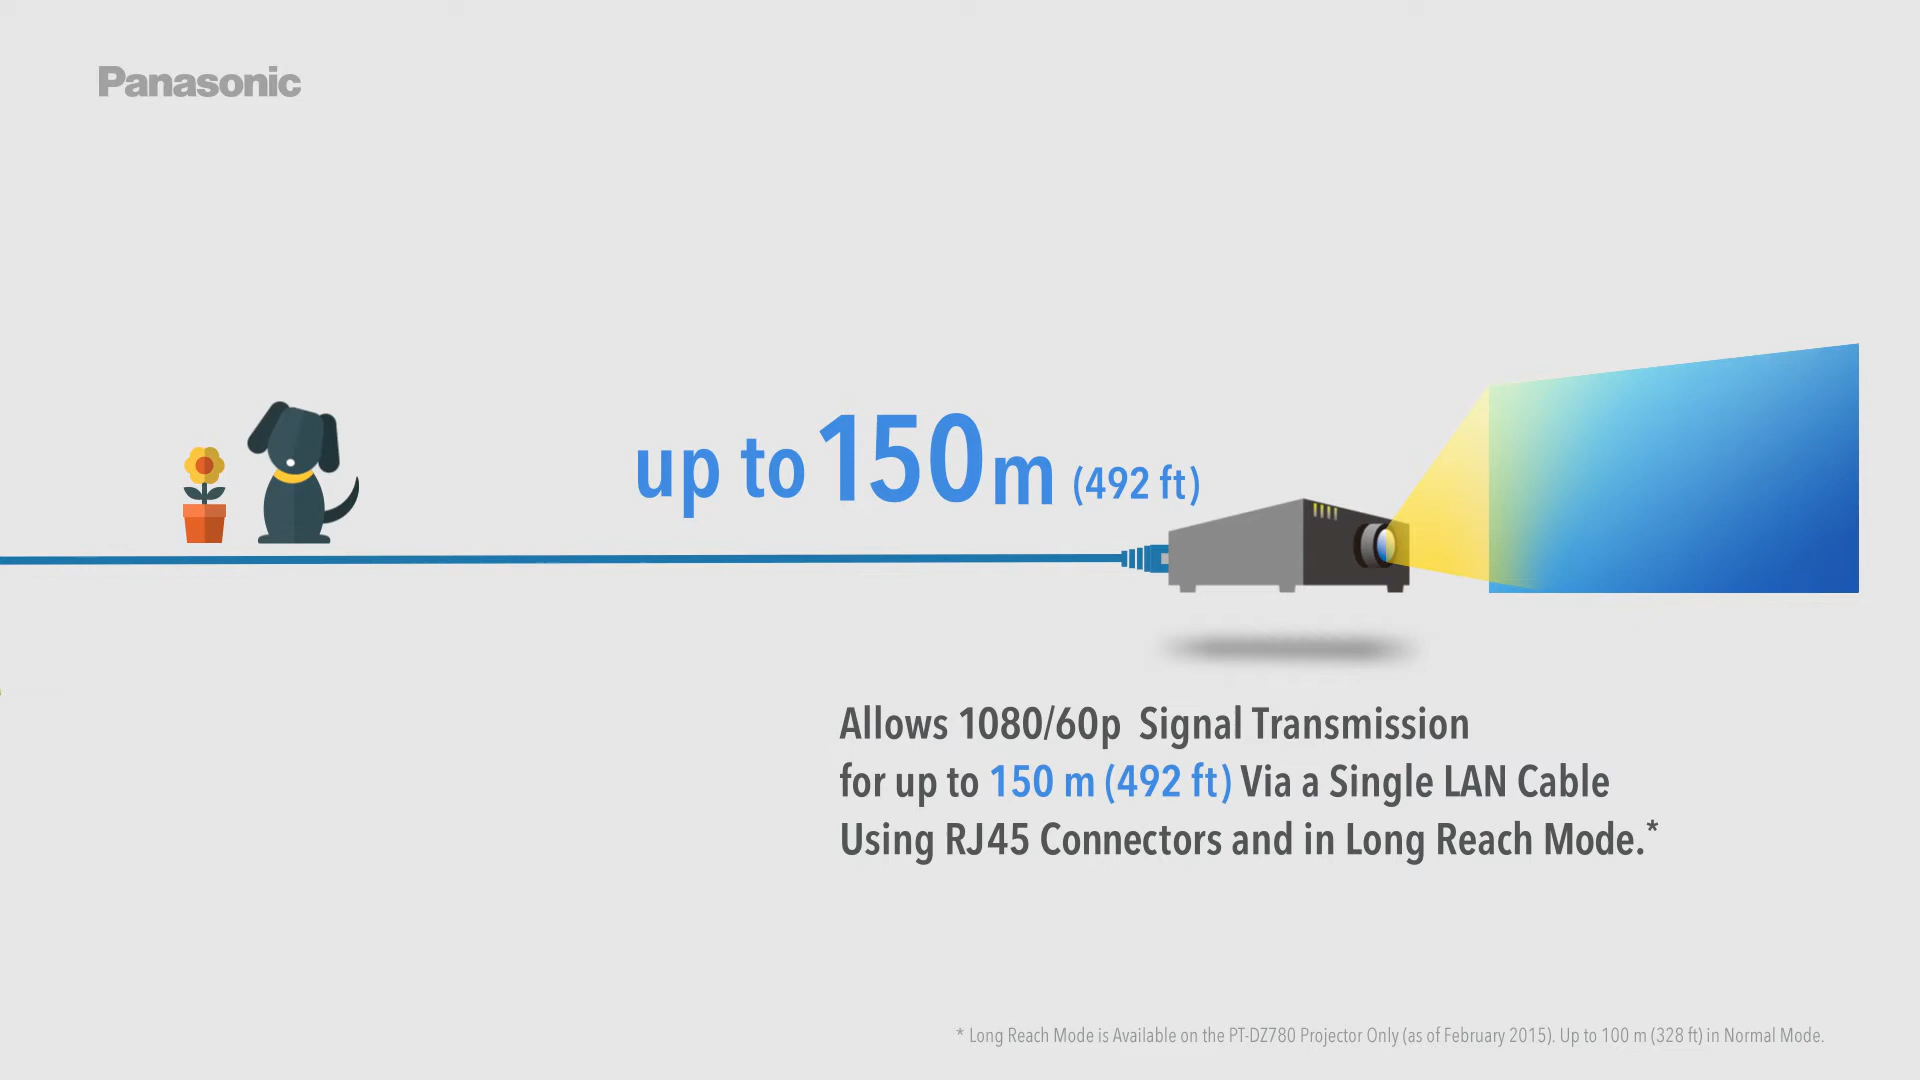 Panasonic
up to 150 m (492 ft)
Allows 1080/60p Signal Transmission
for up to 150 m (492 ft) Via a Single LAN Cable
Using RJ45 Connectors and in Long Reach Mode.*
* Long Reach Mode is Available on the PT-DZ780 Projector Only (as of February 2015). Up to 100 m (328 ft) in Normal Mode.